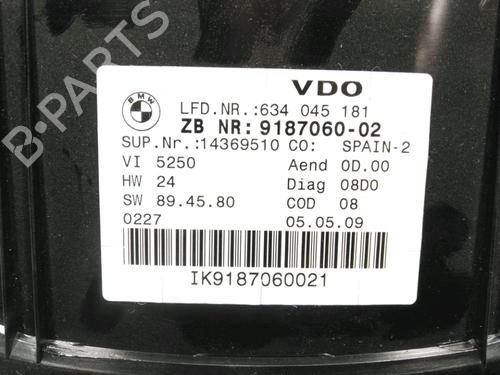 B-PARTS
VDO
BMW
LFD.NR.:634 045 181
ZB NR: 9187060-02
SUP.Nr.:14369510 CO: SPAIN-2
VI 5250 Aend 0D.00
HW 24 Diag 08D0
SW 89.45.80 COD 08
0227 05.05.09
IK9187060021